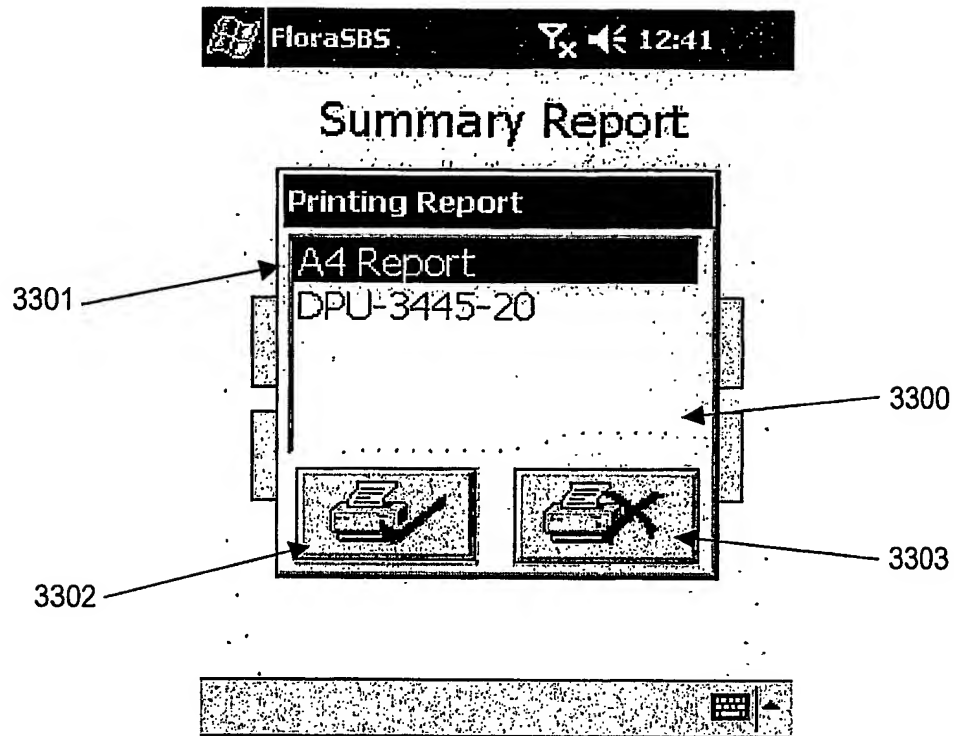 FloraSBS 12:41
Summary Report
Printing Report
A4 Report
3301
DPU-3445-20
3300
3303
3302